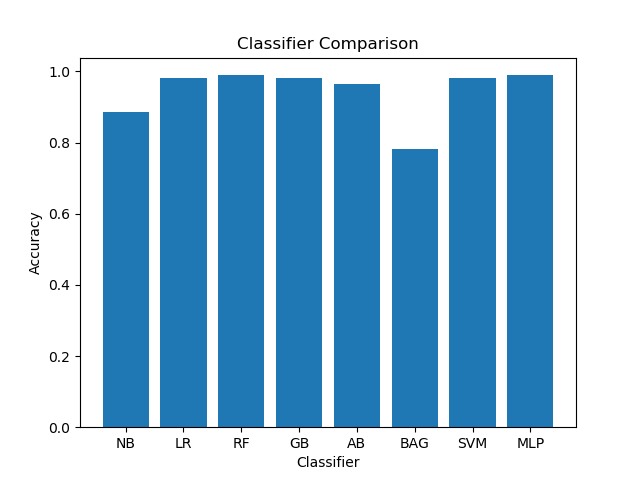 Classifier Comparison
1.0
0.8
0.6
0.4
0.2
0.0
Accuracy
NB LR RF GB AB BAG SVM MLP
Classifier